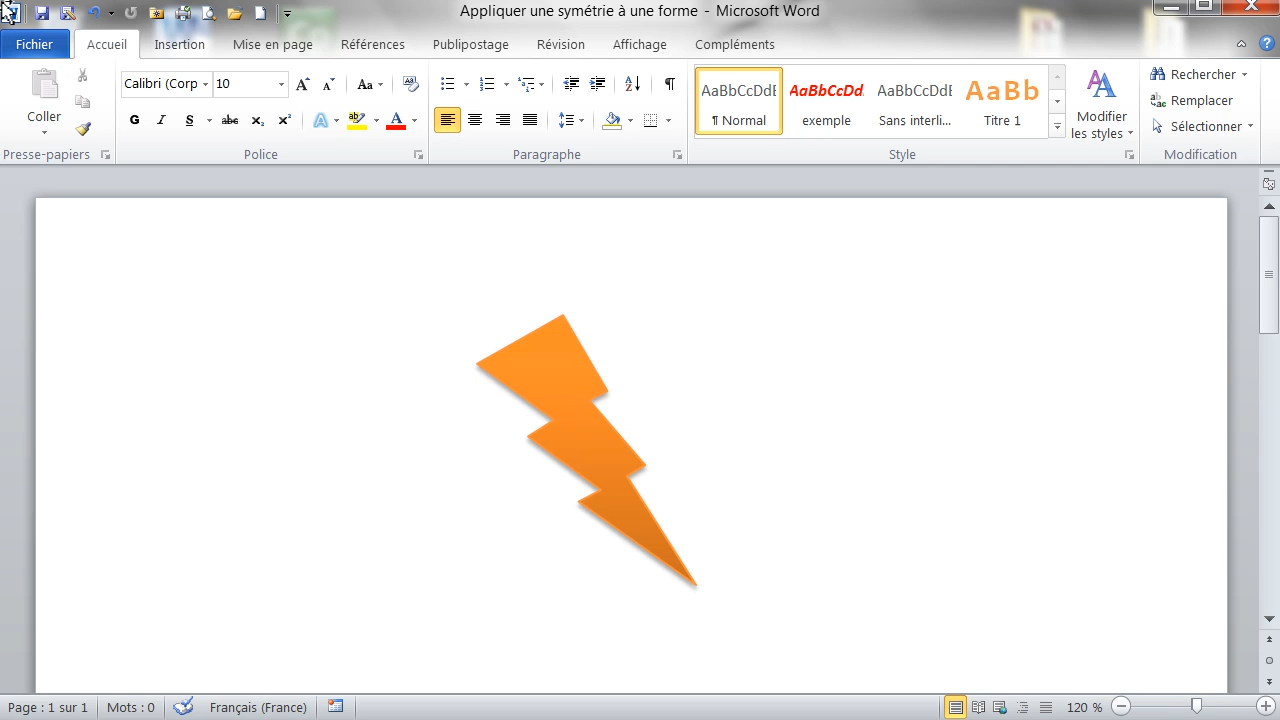 Appliquer une symétrie à une forme - Microsoft Word
Fichier Accueil Insertion Mise en page Références Publipostage Révision Affichage Compléments
Coller
Calibri (Corp 10 Aa
G I S abc x₂ x² A aby A
AaBbCcDdE AaBbCcDd. AaBbCcDdE AaBb
¶ Normal exemple Sans interli... Titre 1
Modifier les styles
Rechercher
Remplacer
Sélectionner
Presse-papiers Police Paragraphe Style Modification
Page : 1 sur 1 Mots : 0 Français (France) 120 %